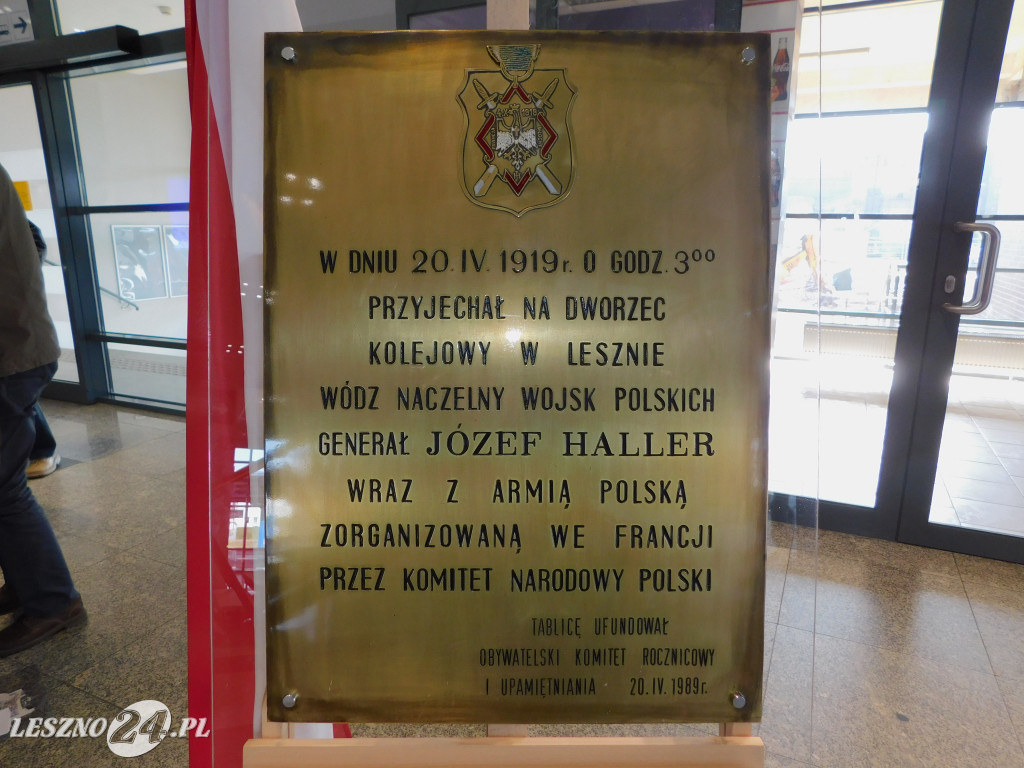 W DNIU 20.IV.1919r. O GODZ.3⁰⁰
PRZYJECHAŁ NA DWORZEC
KOLEJOWY W LESZNIE
WÓDZ NACZELNY WOJSK POLSKICH
GENERAŁ JÓZEF HALLER
WRAZ Z ARMIĄ POLSKĄ
ZORGANIZOWANĄ WE FRANCJI
PRZEZ KOMITET NARODOWY POLSKI
TABLICĘ UFUNDOWAŁ
OBYWATELSKI KOMITET ROCZNICOWY
I UPAMIĘTNIANIA 20.IV.1989r.
LESZNO24.PL